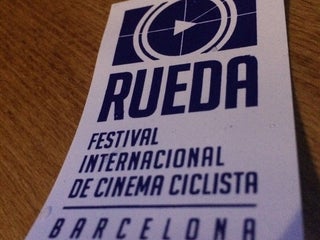 RUEDA
FESTIVAL
INTERNACIONAL
DE CINEMA CICLISTA
BARCELONA